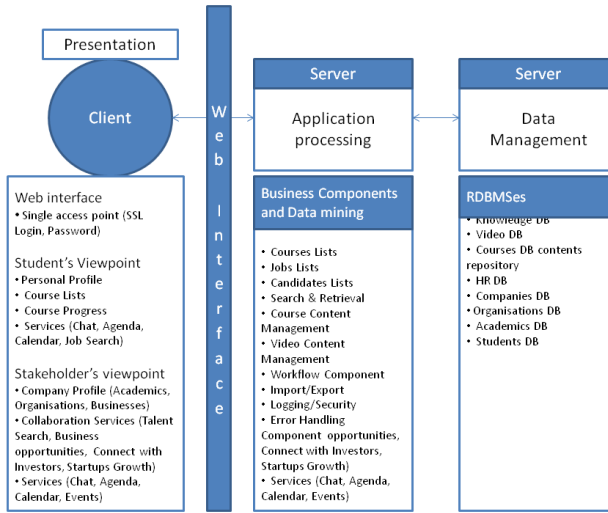 Presentation
Client
Web interface
• Single access point (SSL
Login, Password)
Student's Viewpoint
• Personal Profile
• Course Lists
• Course Progress
• Services (Chat, Agenda,
Calendar, Job Search)
Stakeholder's viewpoint
• Company Profile (Academics,
Organisations, Businesses)
• Collaboration Services (Talent
Search, Business
opportunities, Connect with
Investors, Startups Growth)
• Services (Chat, Agenda,
Calendar, Events)
Web Interface
Server
Application
processing
Business Components
and Data mining
• Courses Lists
• Jobs Lists
• Candidates Lists
• Search & Retrieval
• Course Content
Management
• Video Content
Management
• Workflow Component
• Import/Export
• Logging/Security
• Error Handling
Component opportunities,
Connect with Investors,
Startups Growth)
• Services (Chat, Agenda,
Calendar, Events)
Server
Data
Management
RDBMSes
• Knowledge DB
• Video DB
• Courses DB contents
repository
• HR DB
• Companies DB
•Organisations DB
• Academics DB
• Students DB